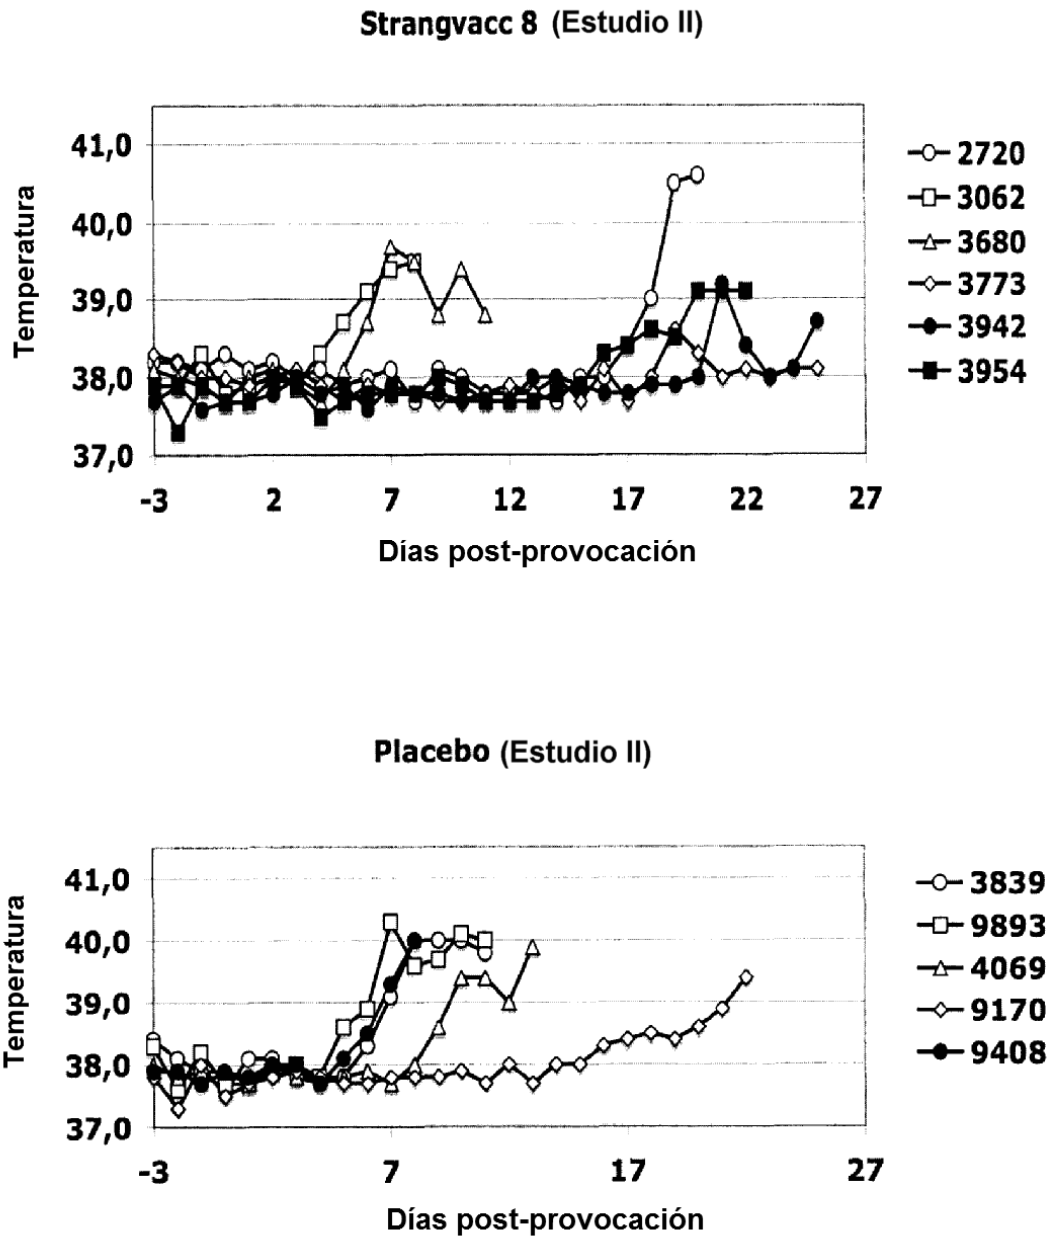 Strangvacc 8 (Estudio II)
Temperatura
41,0
40,0
39,0
38,0
37,0
-3 2 7 12 17 22 27
Días post-provocación
2720
3062
3680
3773
3942
3954
Placebo (Estudio II)
Temperatura
41,0
40,0
39,0
38,0
37,0
-3 7 17 27
Días post-provocación
3839
9893
4069
9170
9408